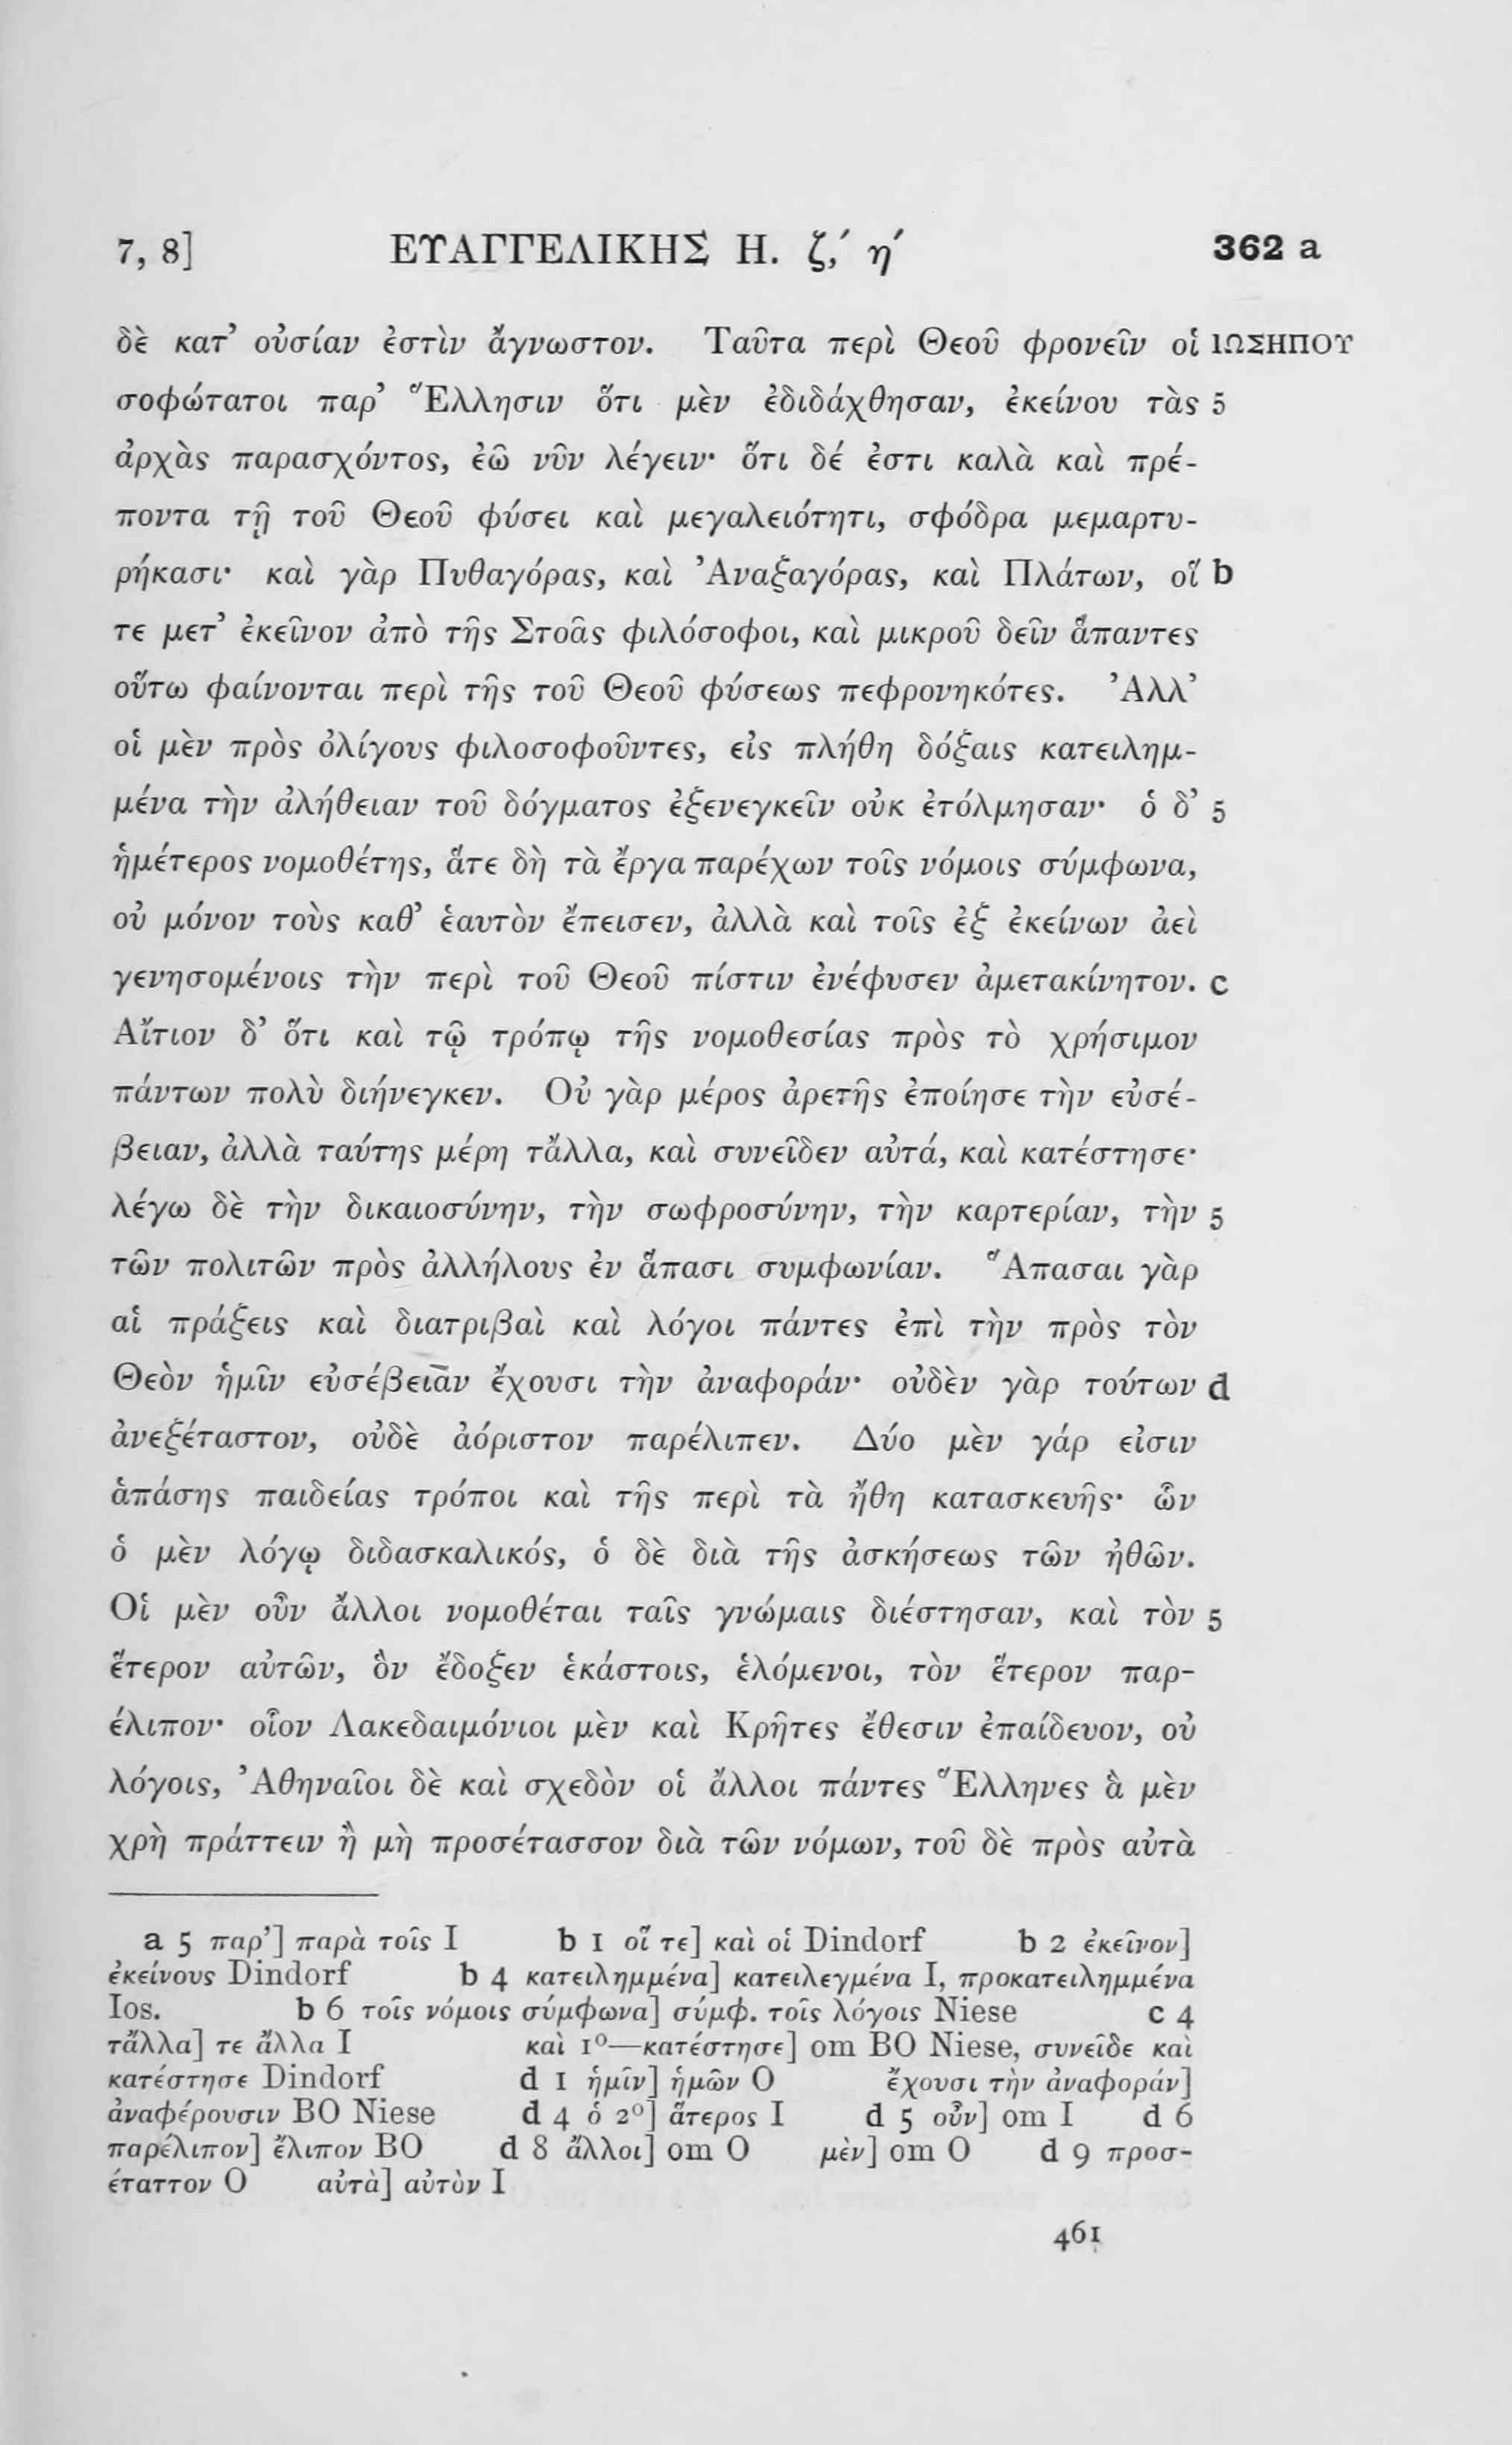 7, 8] ΕΥΑΓΓΕΛΙΚΗΣ Η. ζ,΄ η΄ 362 a
δὲ κατ’ οὐσίαν ἐστὶν ἄγνωστον. Ταῦτα περὶ Θεοῦ φρονεῖν οἱ ΙΩΣΗΠΟΥ
σοφώτατοι παρ’ Ἕλλησιν ὅτι μὲν ἐδιδάχθησαν, ἐκείνου τὰς 5
ἀρχὰς παρασχόντος, ἐῶ νῦν λέγειν· ὅτι δέ ἐστι καλὰ καὶ πρέ-
ποντα τῇ τοῦ Θεοῦ φύσει καὶ μεγαλειότητι, σφόδρα μεμαρτυ-
ρήκασι· καὶ γὰρ Πυθαγόρας, καὶ Ἀναξαγόρας, καὶ Πλάτων, οἵ b
τε μετ’ ἐκεῖνον ἀπὸ τῆς Στοᾶς φιλόσοφοι, καὶ μικροῦ δεῖν ἅπαντες
οὕτω φαίνονται περὶ τῆς τοῦ Θεοῦ φύσεως πεφρονηκότες. Ἀλλ’
οἱ μὲν πρὸς ὀλίγους φιλοσοφοῦντες, εἰς πλήθη δόξαις κατειλημ-
μένα τὴν ἀλήθειαν τοῦ δόγματος ἐξενεγκεῖν οὐκ ἐτόλμησαν· ὁ δ’ 5
ἡμέτερος νομοθέτης, ἅτε δὴ τὰ ἔργα παρέχων τοῖς νόμοις σύμφωνα,
οὐ μόνον τοὺς καθ’ ἑαυτὸν ἔπεισεν, ἀλλὰ καὶ τοῖς ἐξ ἐκείνων ἀεὶ
γενησομένοις τὴν περὶ τοῦ Θεοῦ πίστιν ἐνέφυσεν ἀμετακίνητον. c
Αἴτιον δ’ ὅτι καὶ τῷ τρόπῳ τῆς νομοθεσίας πρὸς τὸ χρήσιμον
πάντων πολὺ διήνεγκεν. Οὐ γὰρ μέρος ἀρετῆς ἐποίησε τὴν εὐσέ-
βειαν, ἀλλὰ ταύτης μέρη τἄλλα, καὶ συνεῖδεν αὐτά, καὶ κατέστησε·
λέγω δὲ τὴν δικαιοσύνην, τὴν σωφροσύνην, τὴν καρτερίαν, τὴν 5
τῶν πολιτῶν πρὸς ἀλλήλους ἐν ἅπασι συμφωνίαν. Ἅπασαι γὰρ
αἱ πράξεις καὶ διατριβαὶ καὶ λόγοι πάντες ἐπὶ τὴν πρὸς τὸν
Θεὸν ἡμῖν εὐσέβειαν ἔχουσι τὴν ἀναφοράν· οὐδὲν γὰρ τούτων d
ἀνεξέταστον, οὐδὲ ἀόριστον παρέλιπεν. Δύο μὲν γάρ εἰσιν
ἁπάσης παιδείας τρόποι καὶ τῆς περὶ τὰ ἤθη κατασκευῆς· ὧν
ὁ μὲν λόγῳ διδασκαλικός, ὁ δὲ διὰ τῆς ἀσκήσεως τῶν ἠθῶν.
Οἱ μὲν οὖν ἄλλοι νομοθέται ταῖς γνώμαις διέστησαν, καὶ τὸν 5
ἕτερον αὐτῶν, ὃν ἔδοξεν ἑκάστοις, ἑλόμενοι, τὸν ἕτερον παρ-
έλιπον· οἷον Λακεδαιμόνιοι μὲν καὶ Κρῆτες ἔθεσιν ἐπαίδευον, οὐ
λόγοις, Ἀθηναῖοι δὲ καὶ σχεδὸν οἱ ἄλλοι πάντες Ἕλληνες ἃ μὲν
χρὴ πράττειν ἢ μὴ προσέτασσον διὰ τῶν νόμων, τοῦ δὲ πρὸς αὐτὰ
a 5 παρ’] παρὰ τοῖς I b 1 οἵ τε] καὶ οἱ Dindorf b 2 ἐκεῖνον]
ἐκείνους Dindorf b 4 κατειλημμένα] κατειλεγμένα I, προκατειλημμένα
Ios. b 6 τοῖς νόμοις σύμφωνα] σύμφ. τοῖς λόγοις Niese c 4
τἄλλα] τε ἄλλα I καὶ 1⁰—κατέστησε] om BO Niese, συνεῖδε καὶ
κατέστησε Dindorf d 1 ἡμῖν] ἡμῶν O ἔχουσι τὴν ἀναφοράν]
ἀναφέρουσιν BO Niese d 4 ὁ 2⁰] ἅτερος I d 5 οὖν] om I d 6
παρέλιπον] ἔλιπον BO d 8 ἄλλοι] om O μὲν] om O d 9 προσ-
έταττον O αὐτὰ] αὐτὸν I
461